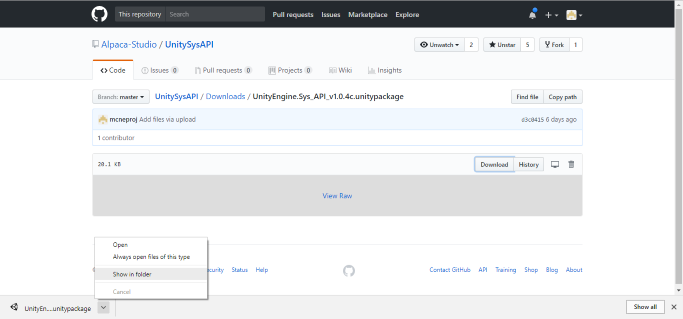 This repository Search Pull requests Issues Marketplace Explore
Alpaca-Studio / UnitySysAPI Unwatch 2 Unstar 5 Fork 1
Code Issues 0 Pull requests 0 Projects 0 Wiki Insights
Branch: master UnitySysAPI / Downloads / UnityEngine.Sys_API_v1.0.4c.unitypackage Find file Copy path
mcneproj Add files via upload d3c0415 6 days ago
1 contributor
20.1 KB Download History
View Raw
Open
Always open files of this type
Show in folder
Cancel
Status Help Contact GitHub API Training Shop Blog About
UnityEn....unitypackage Show all